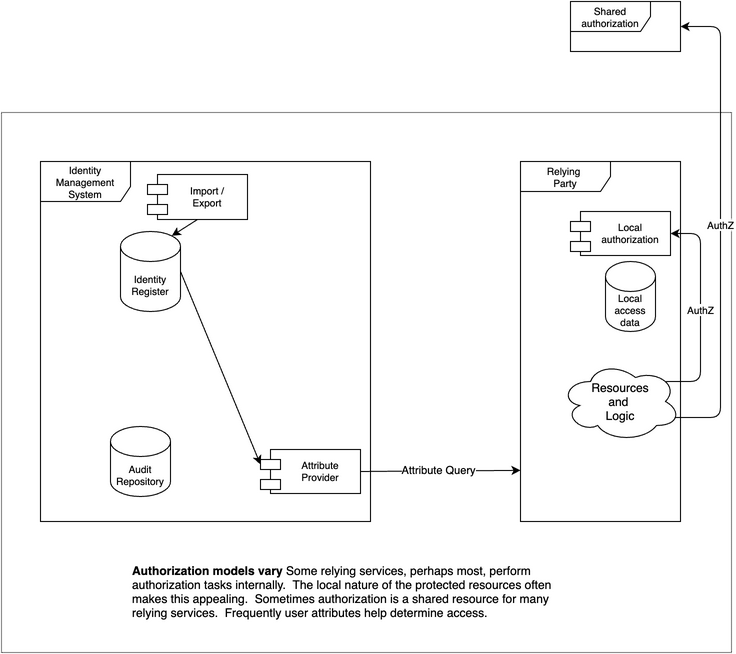 Shared
authorization
Identity
Management
System
Import /
Export
Relying
Party
Local
authorization
AuthZ
Identity
Register
Local
access
data
AuthZ
Resources
and
Logic
Audit
Repository
Attribute
Provider
Attribute Query
Authorization models vary Some relying services, perhaps most, perform
authorization tasks internally.  The local nature of the protected resources often
makes this appealing.  Sometimes authorization is a shared resource for many
relying services.  Frequently user attributes help determine access.